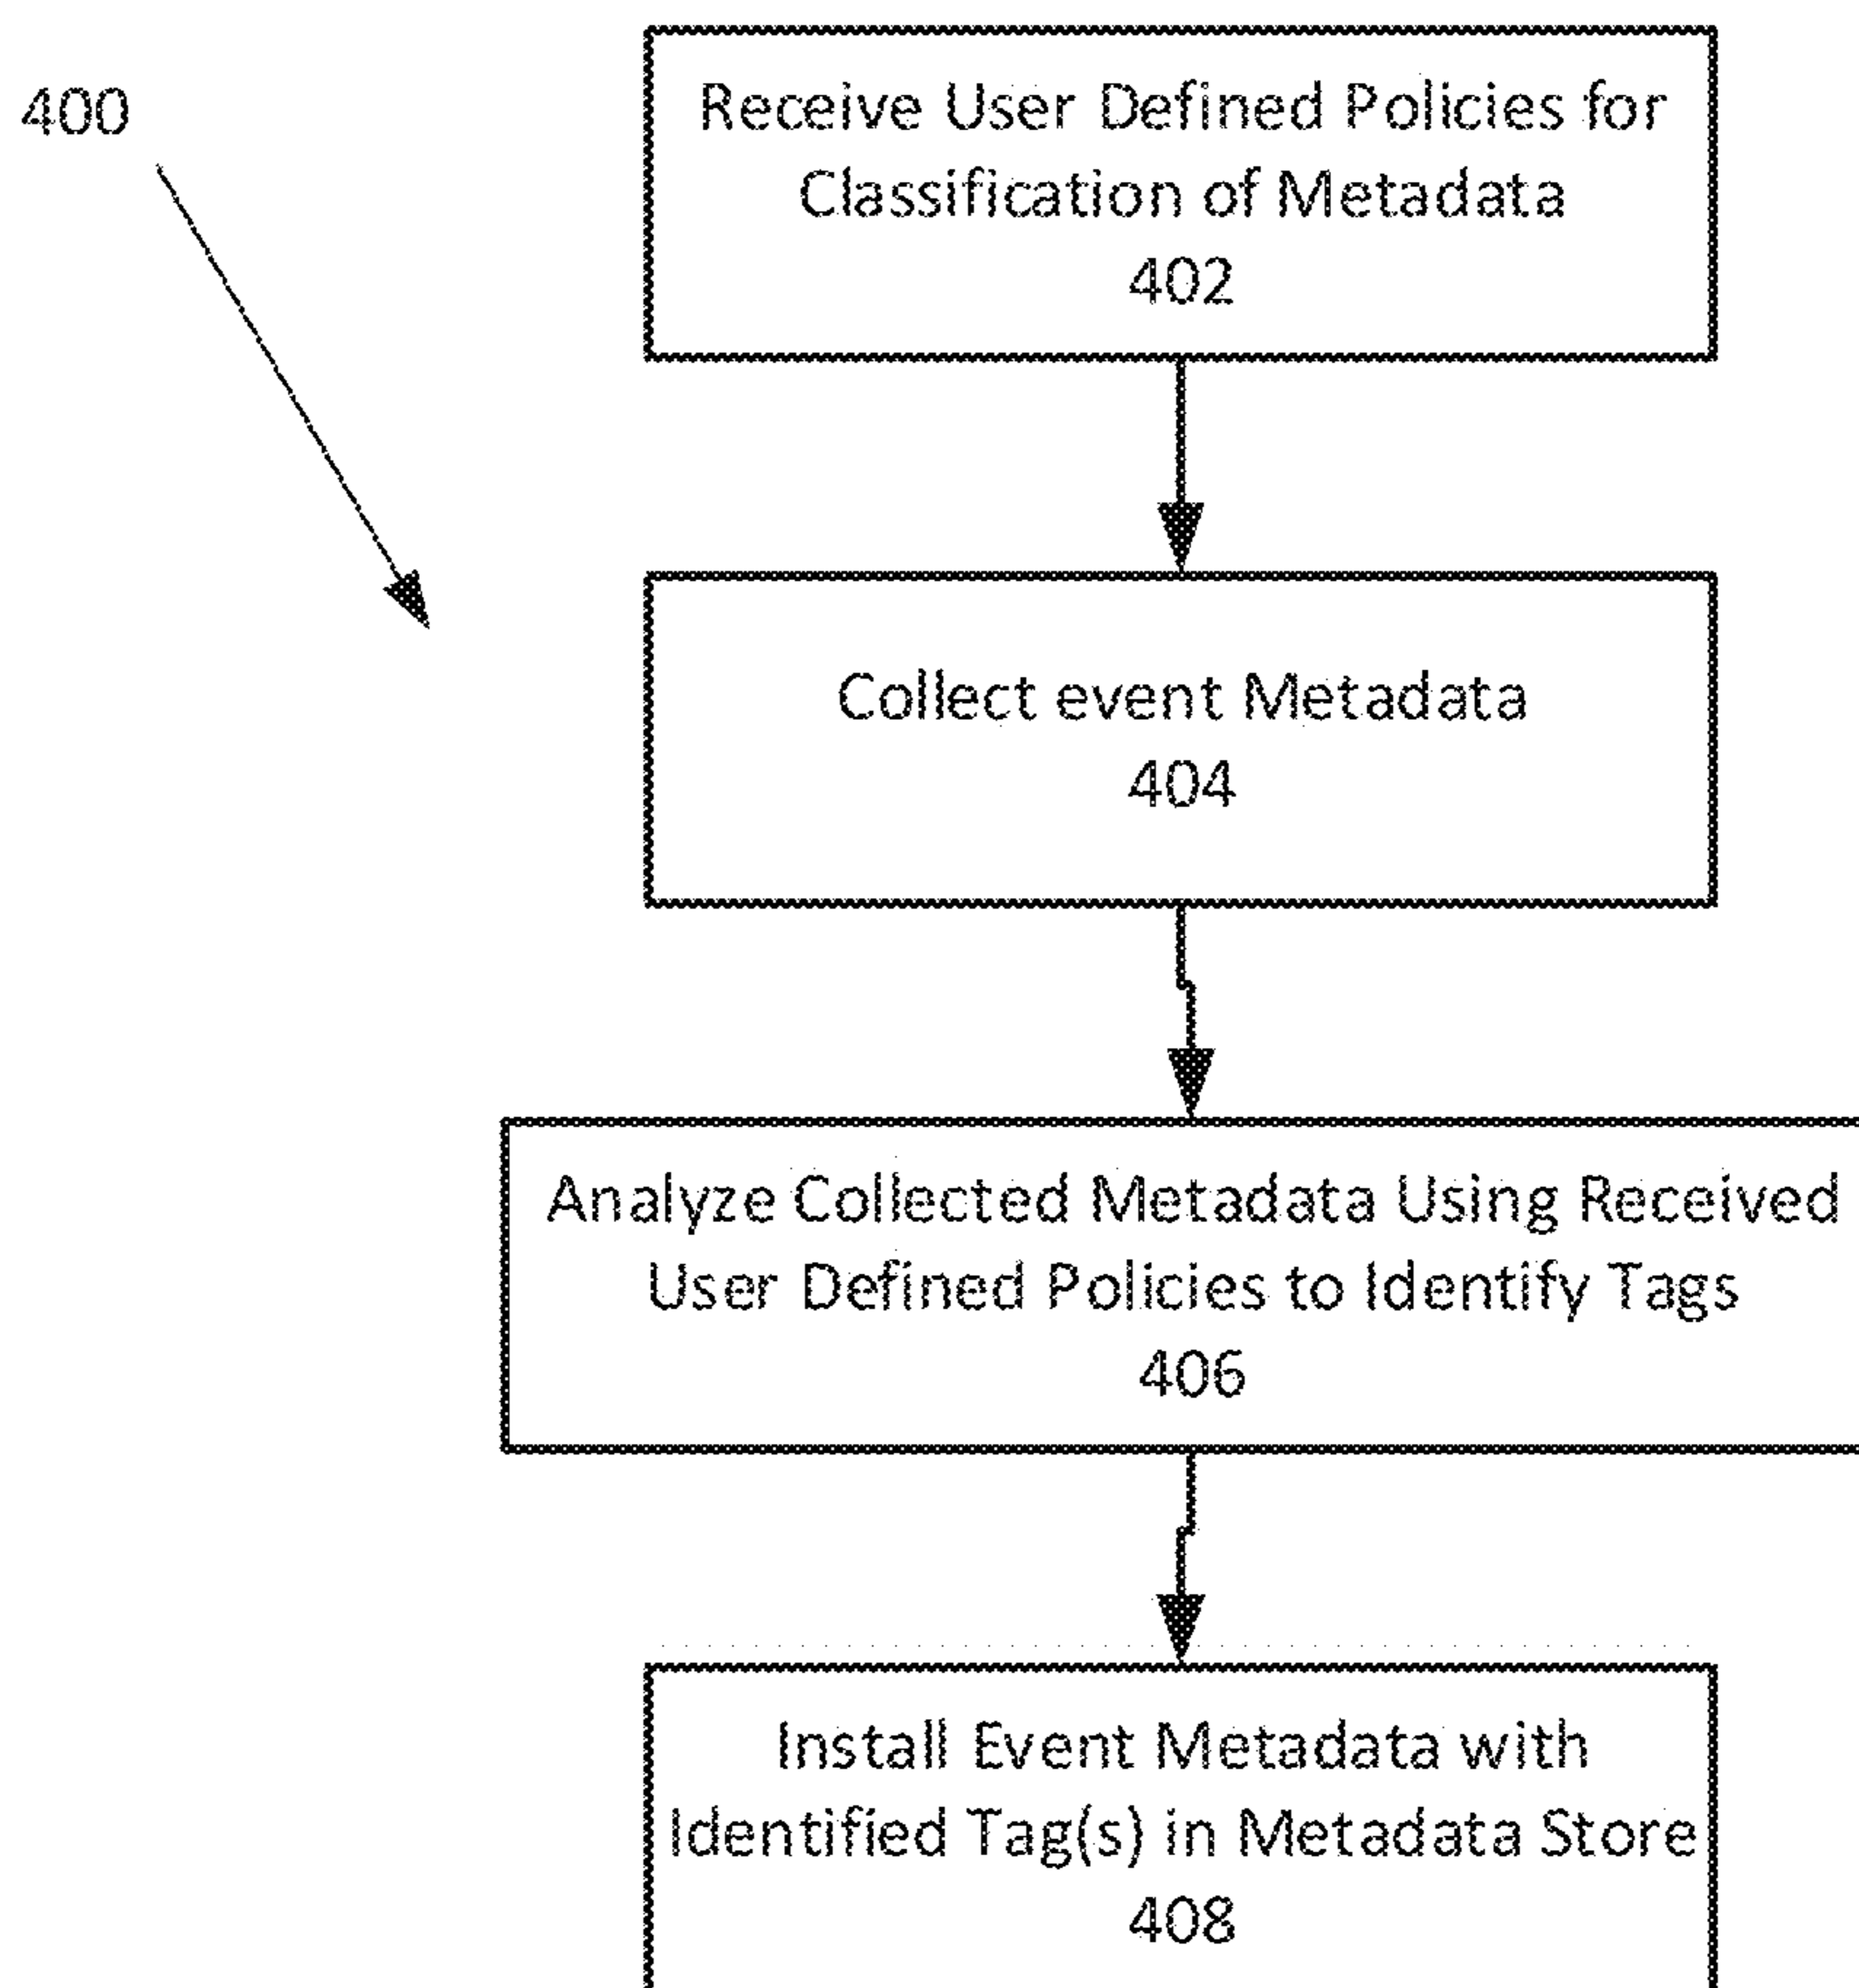 400
Receive User Defined Policies for
Classification of Metadata
402
Collect event Metadata
404
Analyze Collected Metadata Using Received
User Defined Policies to Identify Tags
406
Install Event Metadata with
Identified Tag(s) in Metadata Store
408